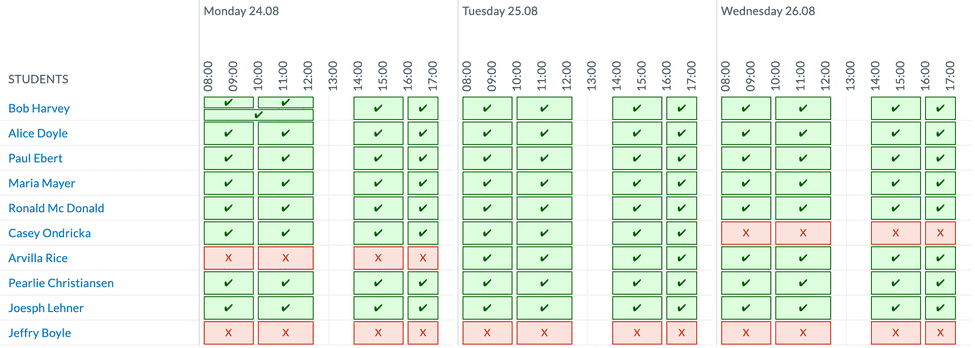 Monday 24.08 Tuesday 25.08 Wednesday 26.08
STUDENTS 08:00 09:00 10:00 11:00 12:00 13:00 14:00 15:00 16:00 17:00 08:00 09:00 10:00 11:00 12:00 13:00 14:00 15:00 16:00 17:00 08:00 09:00 10:00 11:00 12:00 13:00 14:00 15:00 16:00 17:00
✔ ✔
Bob Harvey ✔ ✔ ✔ ✔ ✔ ✔ ✔ ✔ ✔ ✔
✔
Alice Doyle ✔ ✔ ✔ ✔ ✔ ✔ ✔ ✔ ✔ ✔ ✔ ✔
Paul Ebert ✔ ✔ ✔ ✔ ✔ ✔ ✔ ✔ ✔ ✔ ✔ ✔
Maria Mayer ✔ ✔ ✔ ✔ ✔ ✔ ✔ ✔ ✔ ✔ ✔ ✔
Ronald Mc Donald ✔ ✔ ✔ ✔ ✔ ✔ ✔ ✔ ✔ ✔ ✔ ✔
Casey Ondricka ✔ ✔ ✔ ✔ ✔ ✔ ✔ ✔ X X X X
Arvilla Rice X X X X ✔ ✔ ✔ ✔ ✔ ✔ ✔ ✔
Pearlie Christiansen ✔ ✔ ✔ ✔ ✔ ✔ ✔ ✔ ✔ ✔ ✔ ✔
Joesph Lehner ✔ ✔ ✔ ✔ ✔ ✔ ✔ ✔ ✔ ✔ ✔ ✔
Jeffry Boyle X X X X X X X X X X X X